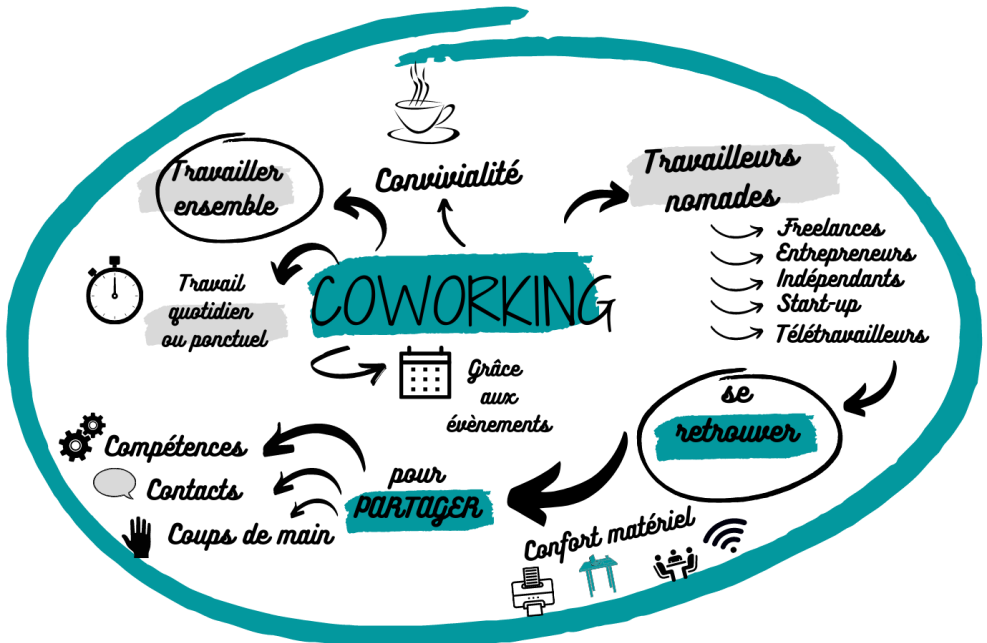 Travailler
ensemble
Convivialité
Travailleurs
nomades
Freelances
Entrepreneurs
Indépendants
Start-up
Télétravailleurs
Travail
quotidien
ou ponctuel
COWORKING
Grâce
aux
évènements
se
retrouver
pour
PARTAGER
Compétences
Contacts
Coups de main
Confort matériel